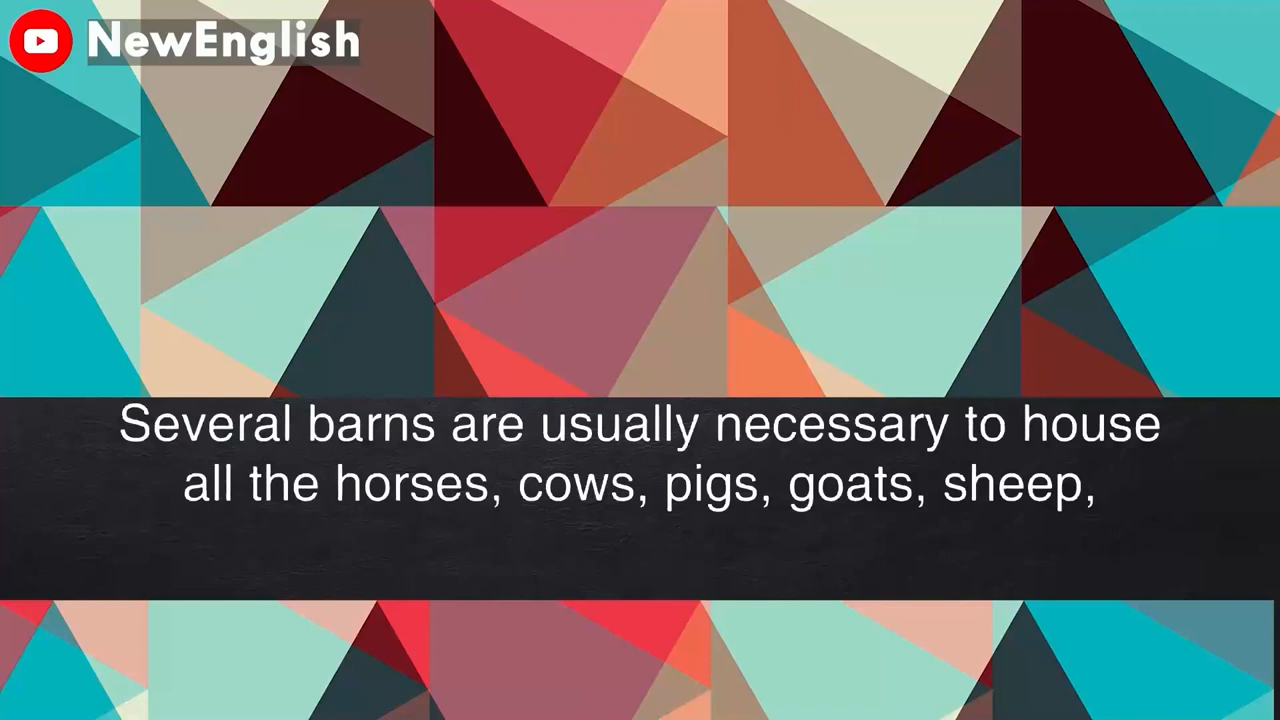 NewEnglish
Several barns are usually necessary to house
all the horses, cows, pigs, goats, sheep,